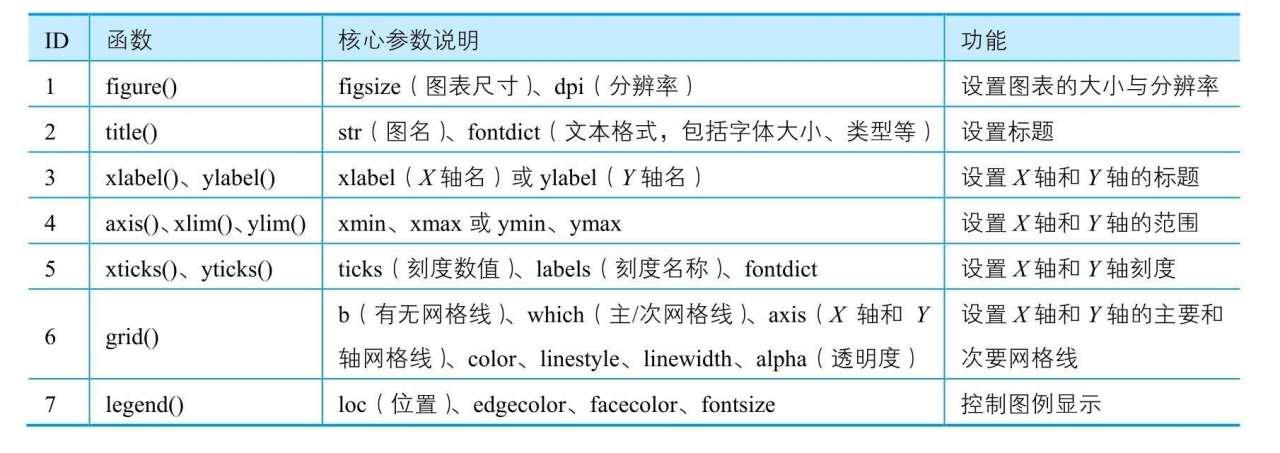 ID 函数 核心参数说明 功能
1 figure() figsize（图表尺寸）、dpi（分辨率） 设置图表的大小与分辨率
2 title() str（图名）、fontdict（文本格式，包括字体大小、类型等） 设置标题
3 xlabel()、ylabel() xlabel（X 轴名）或 ylabel（Y 轴名） 设置 X 轴和 Y 轴的标题
4 axis()、xlim()、ylim() xmin、xmax 或 ymin、ymax 设置 X 轴和 Y 轴的范围
5 xticks()、yticks() ticks（刻度数值）、labels（刻度名称）、fontdict 设置 X 轴和 Y 轴刻度
6 grid() b（有无网格线）、which（主/次网格线）、axis（X 轴和 Y
轴网格线）、color、linestyle、linewidth、alpha（透明度） 设置 X 轴和 Y 轴的主要和
次要网格线
7 legend() loc（位置）、edgecolor、facecolor、fontsize 控制图例显示